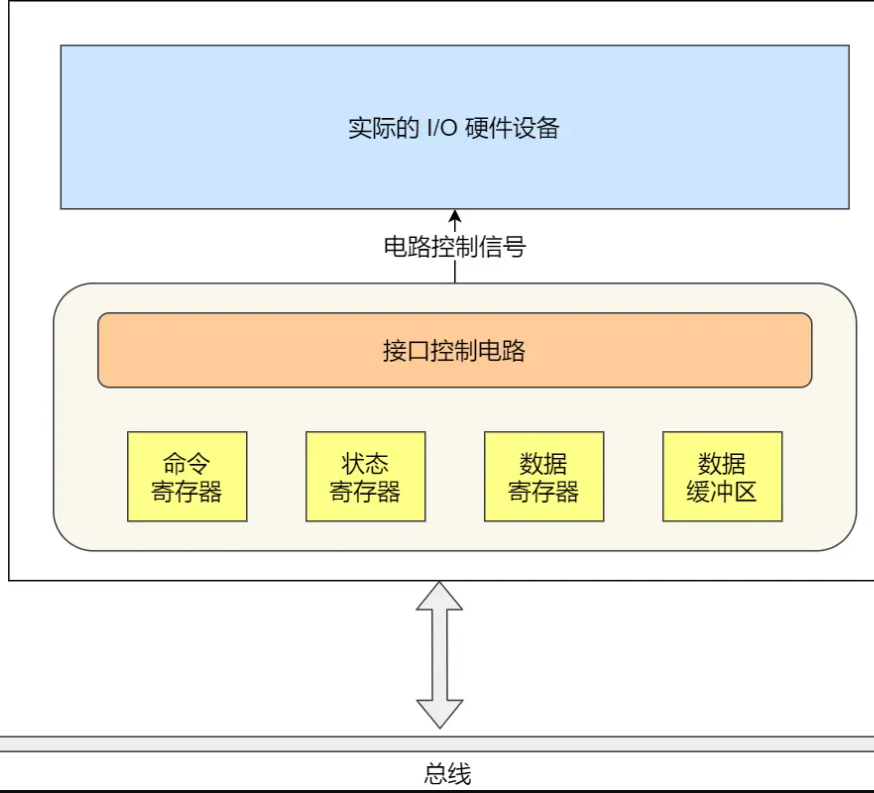 实际的 I/O 硬件设备
电路控制信号
接口控制电路
命令
寄存器
状态
寄存器
数据
寄存器
数据
缓冲区
总线